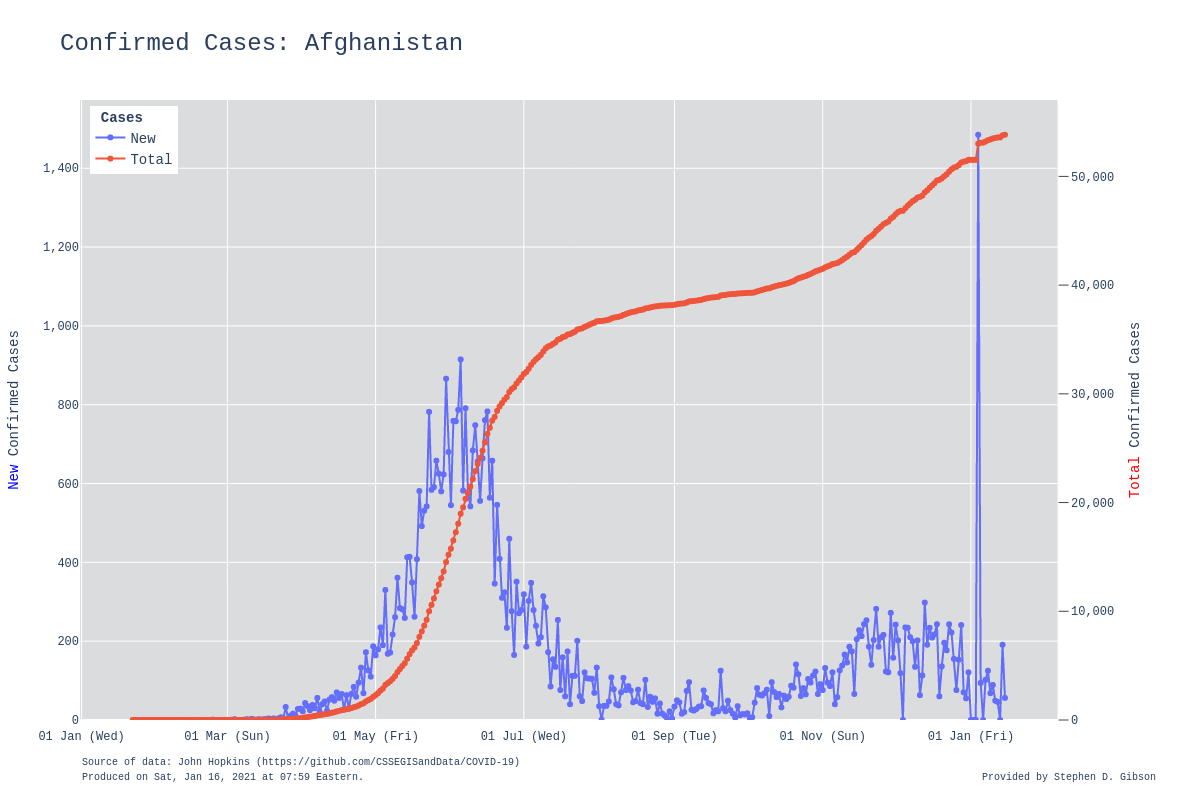 Confirmed Cases: Afghanistan
Cases
New
Total
1,400
1,200
1,000
800
600
400
200
0
50,000
40,000
30,000
20,000
10,000
0
New Confirmed Cases
Total Confirmed Cases
01 Jan (Wed)
01 Mar (Sun)
01 May (Fri)
01 Jul (Wed)
01 Sep (Tue)
01 Nov (Sun)
01 Jan (Fri)
Source of data: John Hopkins (https://github.com/CSSEGISandData/COVID-19)
Produced on Sat, Jan 16, 2021 at 07:59 Eastern.
Provided by Stephen D. Gibson